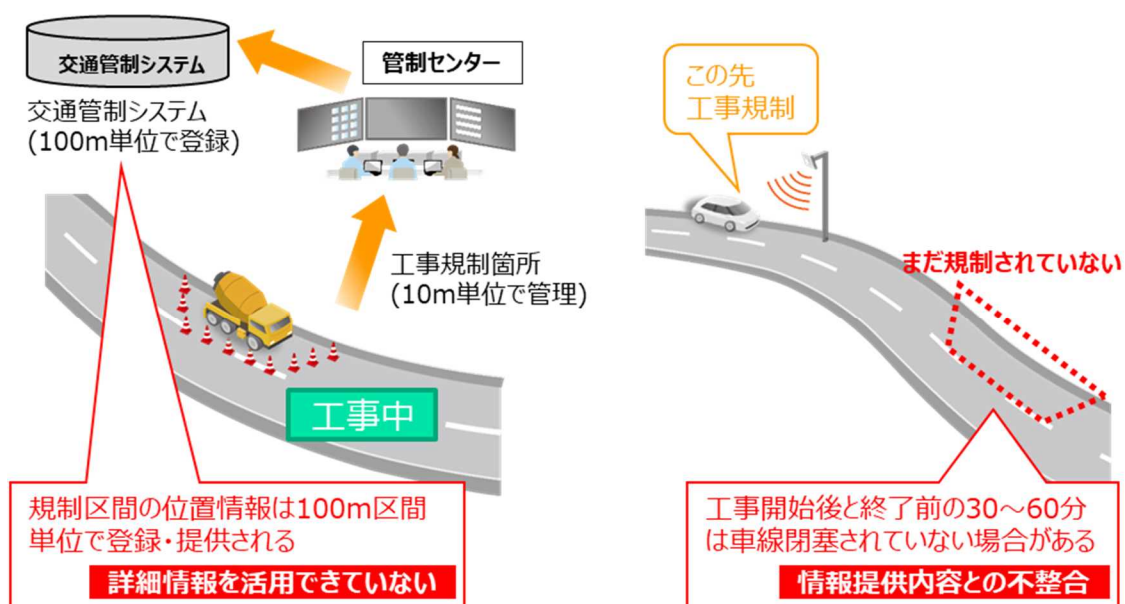 交通管制システム
管制センター
交通管制システム
(100m単位で登録)
工事規制箇所
(10m単位で管理)
工事中
規制区間の位置情報は100m区間
単位で登録・提供される
詳細情報を活用できていない
この先
工事規制
まだ規制されていない
工事開始後と終了前の30～60分
は車線閉塞されていない場合がある
情報提供内容との不整合